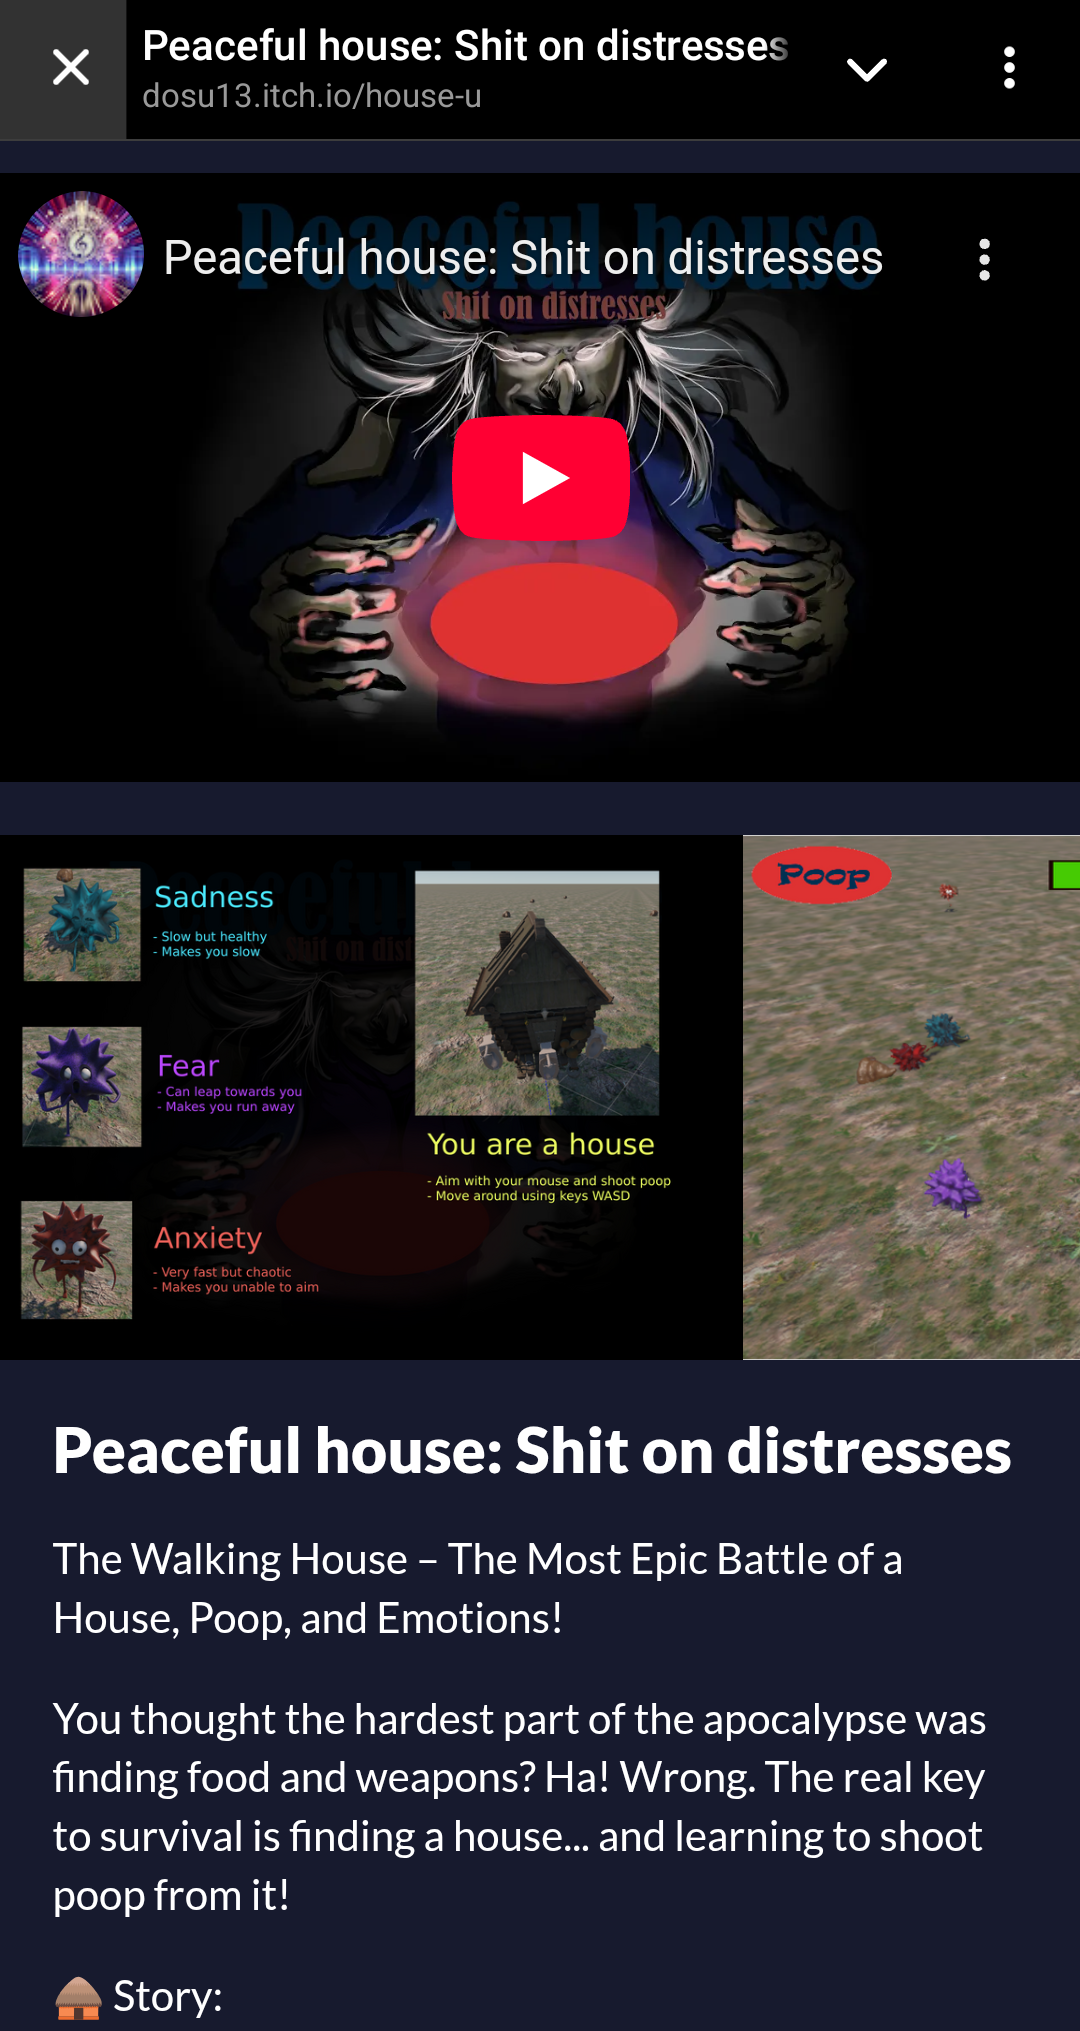 Peaceful house: Shit on distresses
dosu13.itch.io/house-u
Peaceful house
Peaceful house: Shit on distresses
Shit on distresses
Sadness
- Slow but healthy
- Makes you slow
Fear
- Can leap towards you
- Makes you run away
Anxiety
- Very fast but chaotic
- Makes you unable to aim
You are a house
- Aim with your mouse and shoot poop
- Move around using keys WASD
Poop
Peaceful house: Shit on distresses
The Walking House – The Most Epic Battle of a
House, Poop, and Emotions!
You thought the hardest part of the apocalypse was
finding food and weapons? Ha! Wrong. The real key
to survival is finding a house... and learning to shoot
poop from it!
🛖 Story: